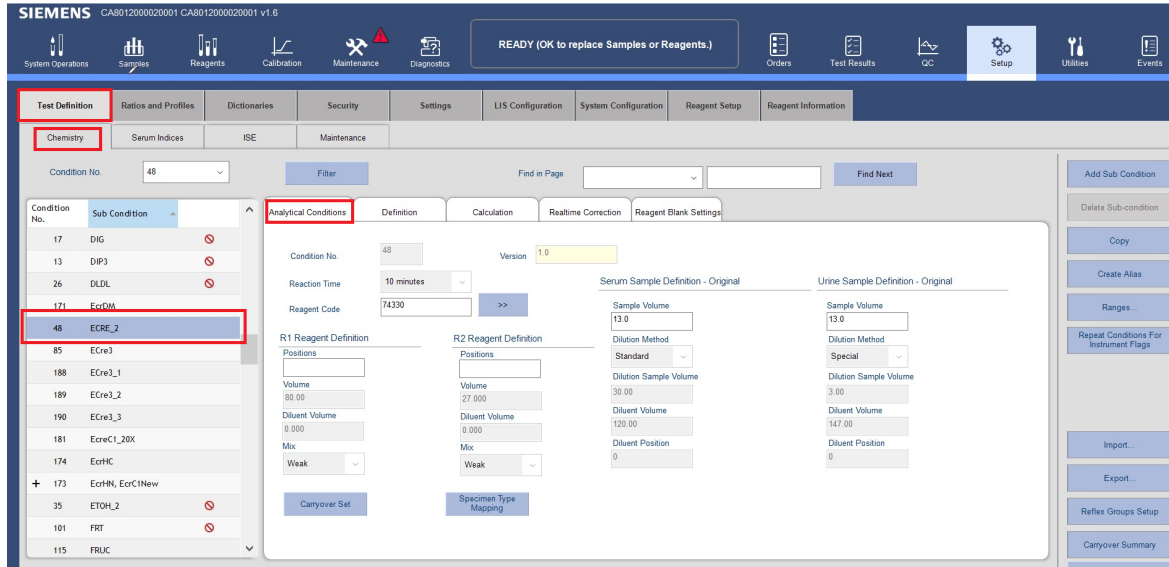 SIEMENS CA8012000020001 CA8012000020001 v1.6
System Operations
Samples
Reagents
Calibration
Maintenance
Diagnostics
READY (OK to replace Samples or Reagents.)
Orders
Test Results
QC
Setup
Utilities
Events
Test Definition
Ratios and Profiles
Dictionaries
Security
Settings
LIS Configuration
System Configuration
Reagent Setup
Reagent Information
Chemistry
Serum Indices
ISE
Maintenance
Condition No. 48
Filter
Find in Page
Find Next
Condition No.
Sub Condition
17 DIG
13 DIP3
26 DLDL
171 EcrDM
48 ECRE_2
85 ECre3
188 ECre3_1
189 ECre3_2
190 ECre3_3
181 EcreC1_20X
174 EcrHC
+ 173 EcrHN, EcrC1New
35 ETOH_2
101 FRT
115 FRUC
Analytical Conditions
Definition
Calculation
Realtime Correction
Reagent Blank Settings
Condition No. 48
Version 1.0
Reaction Time 10 minutes
Reagent Code 74330 >>
R1 Reagent Definition
Positions
Volume
80.00
Diluent Volume
0.000
Mix
Weak
Carryover Set
R2 Reagent Definition
Positions
Volume
27.000
Diluent Volume
0.000
Mix
Weak
Specimen Type
Mapping
Serum Sample Definition - Original
Sample Volume
13.0
Dilution Method
Standard
Dilution Sample Volume
30.00
Diluent Volume
120.00
Diluent Position
0
Urine Sample Definition - Original
Sample Volume
13.0
Dilution Method
Special
Dilution Sample Volume
3.00
Diluent Volume
147.00
Diluent Position
0
Add Sub Condition
Delete Sub-condition
Copy
Create Alias
Ranges...
Repeat Conditions For
Instrument Flags
Import...
Export...
Reflex Groups Setup
Carryover Summary